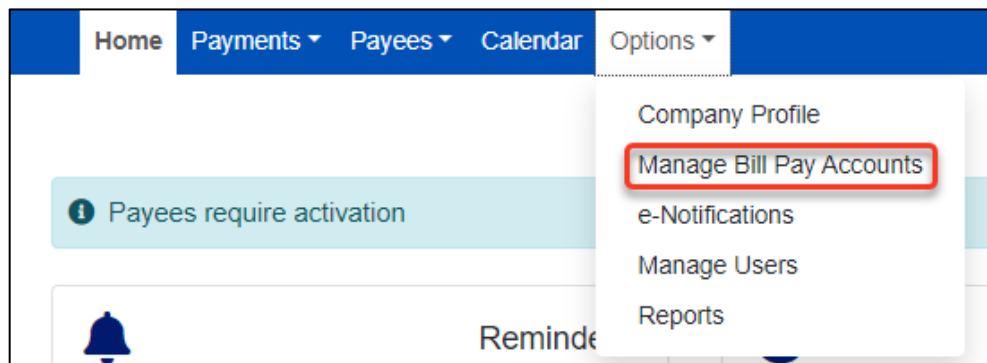 Home Payments Payees Calendar Options
Company Profile
Manage Bill Pay Accounts
Payees require activation
e-Notifications
Manage Users
Reports